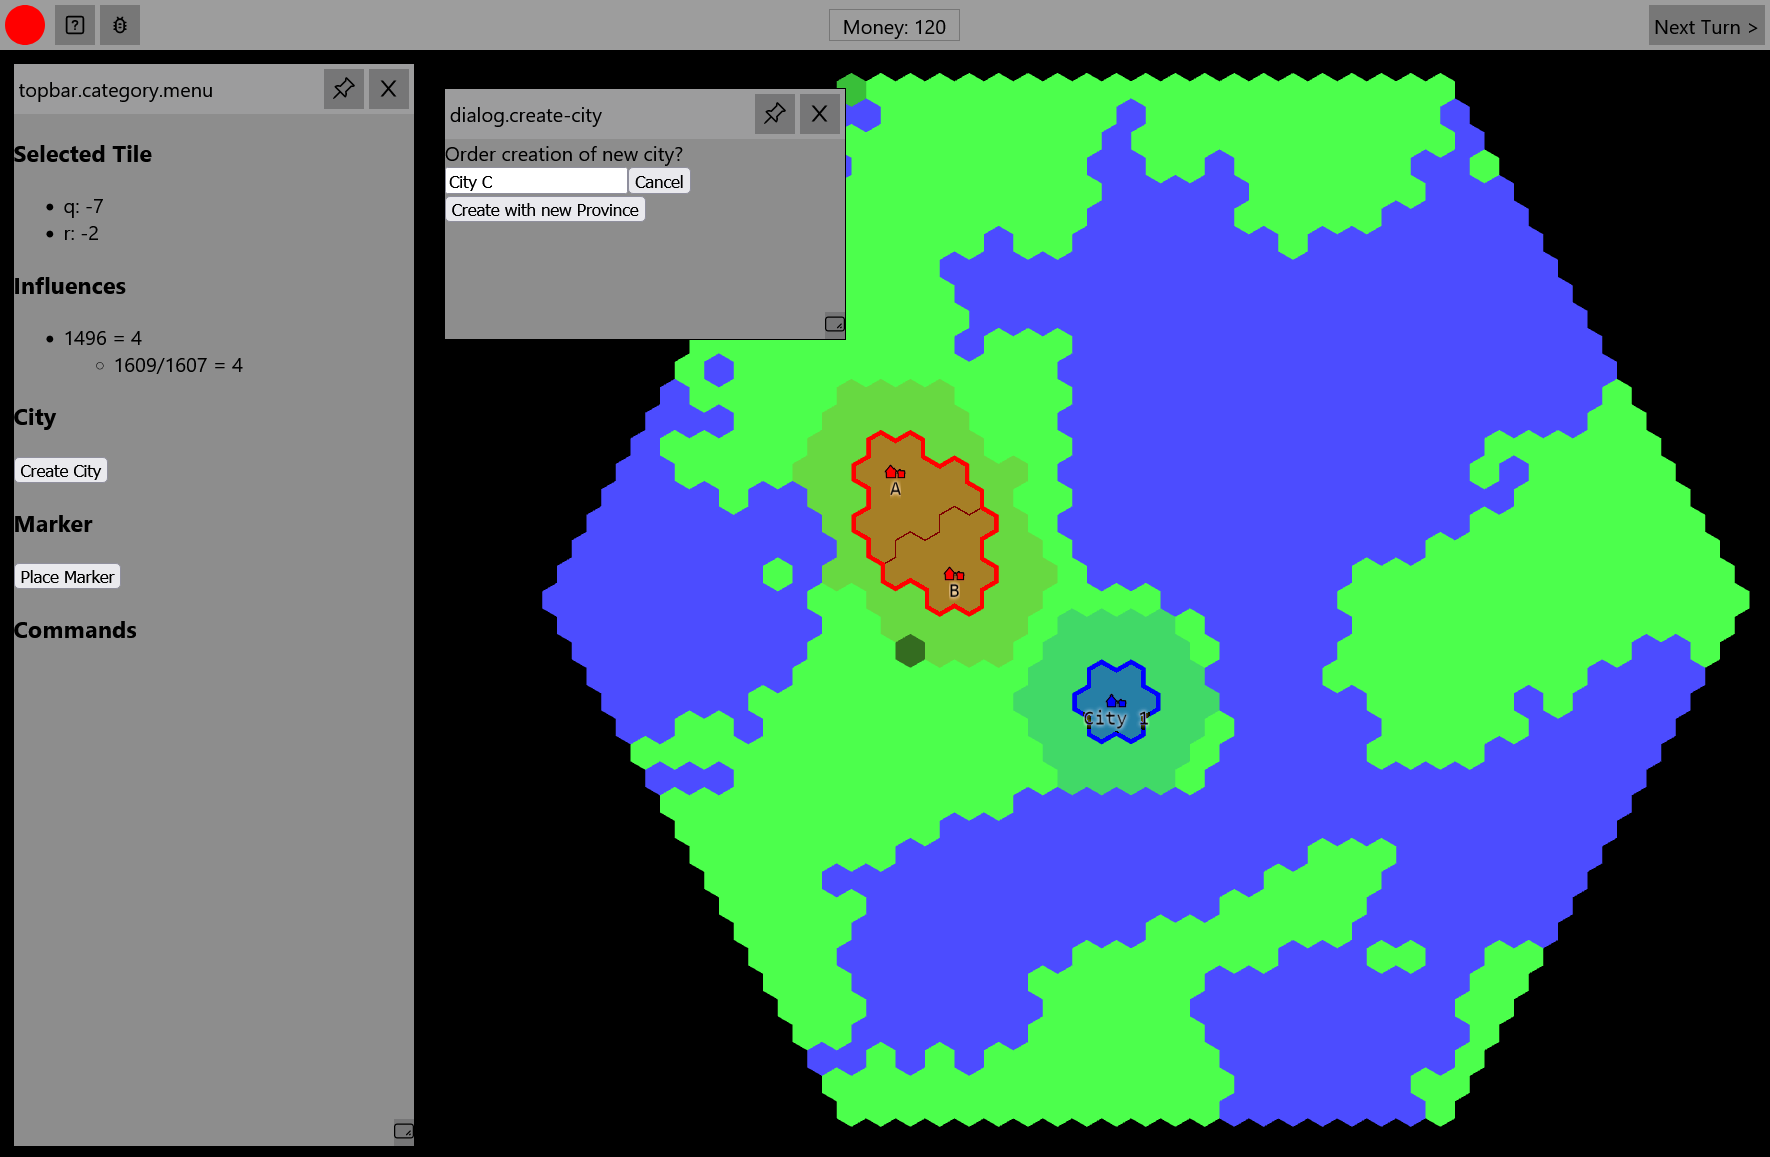 Money: 120
Next Turn >
topbar.category.menu
Selected Tile
q: -7
r: -2
Influences
1496 = 4
1609/1607 = 4
City
Create City
Marker
Place Marker
Commands
dialog.create-city
Order creation of new city?
City C
Cancel
Create with new Province
A
B
City 1